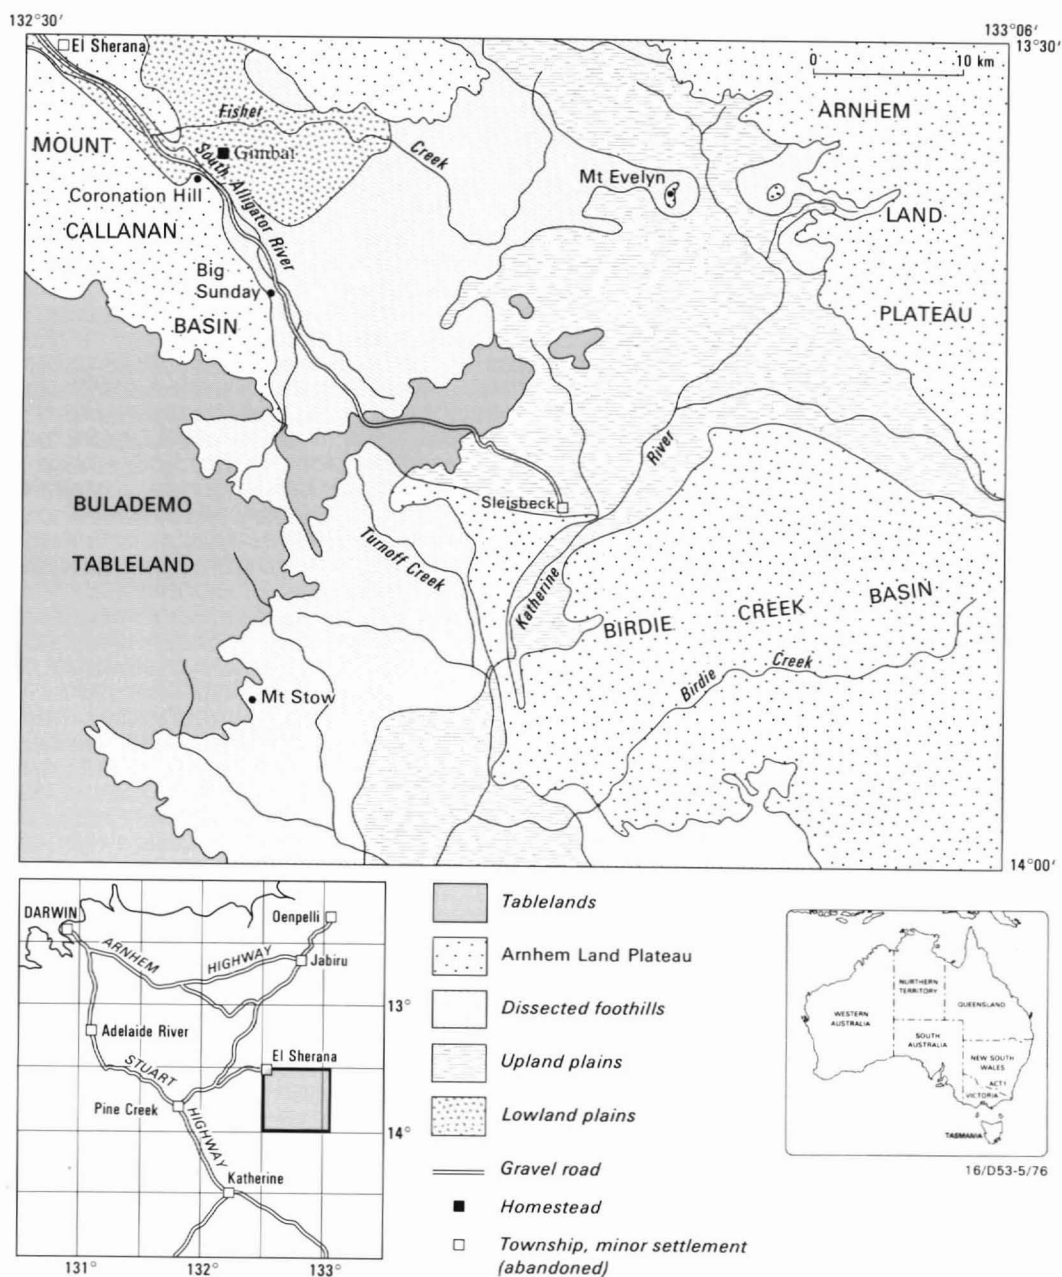 132°30'
133°06'
13°30'
El Sherana
0 10 km
ARNHEM
Fisher
MOUNT
Gimbat
Creek
South Alligator River
Mt Evelyn
Coronation Hill
LAND
CALLANAN
Big
Sunday
PLATEAU
BASIN
River
Sleisbeck
BULADEMO
Turnoff Creek
TABLELAND
Katherine
BASIN
CREEK
BIRDIE
Creek
Birdie
Mt Stow
14°00'
DARWIN
Oenpelli
ARNHEM
HIGHWAY
Jabiru
13°
Adelaide River
El Sherana
STUART
Pine Creek
HIGHWAY
14°
Katherine
131°
132°
133°
Tablelands
Arnhem Land Plateau
Dissected foothills
Upland plains
Lowland plains
Gravel road
Homestead
Township, minor settlement
(abandoned)
NURTHERN
TERRITORY
WESTERN
AUSTRALIA
QUEENSLAND
SOUTH
AUSTRALIA
NEW SOUTH
WALES
ACT
VICTORIA
TASMANIA
16/D53-5/76